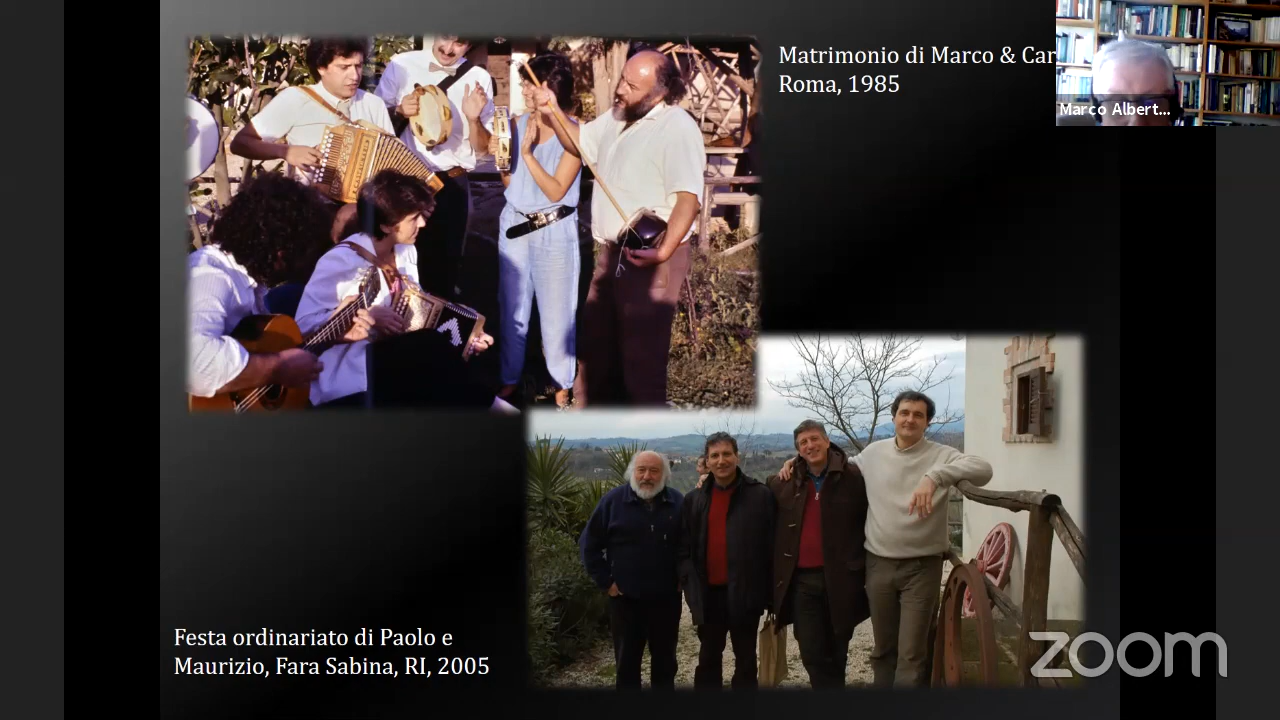 Matrimonio di Marco & Car
Roma, 1985
Marco Albert...
Festa ordinariato di Paolo e
Maurizio, Fara Sabina, RI, 2005
zoom